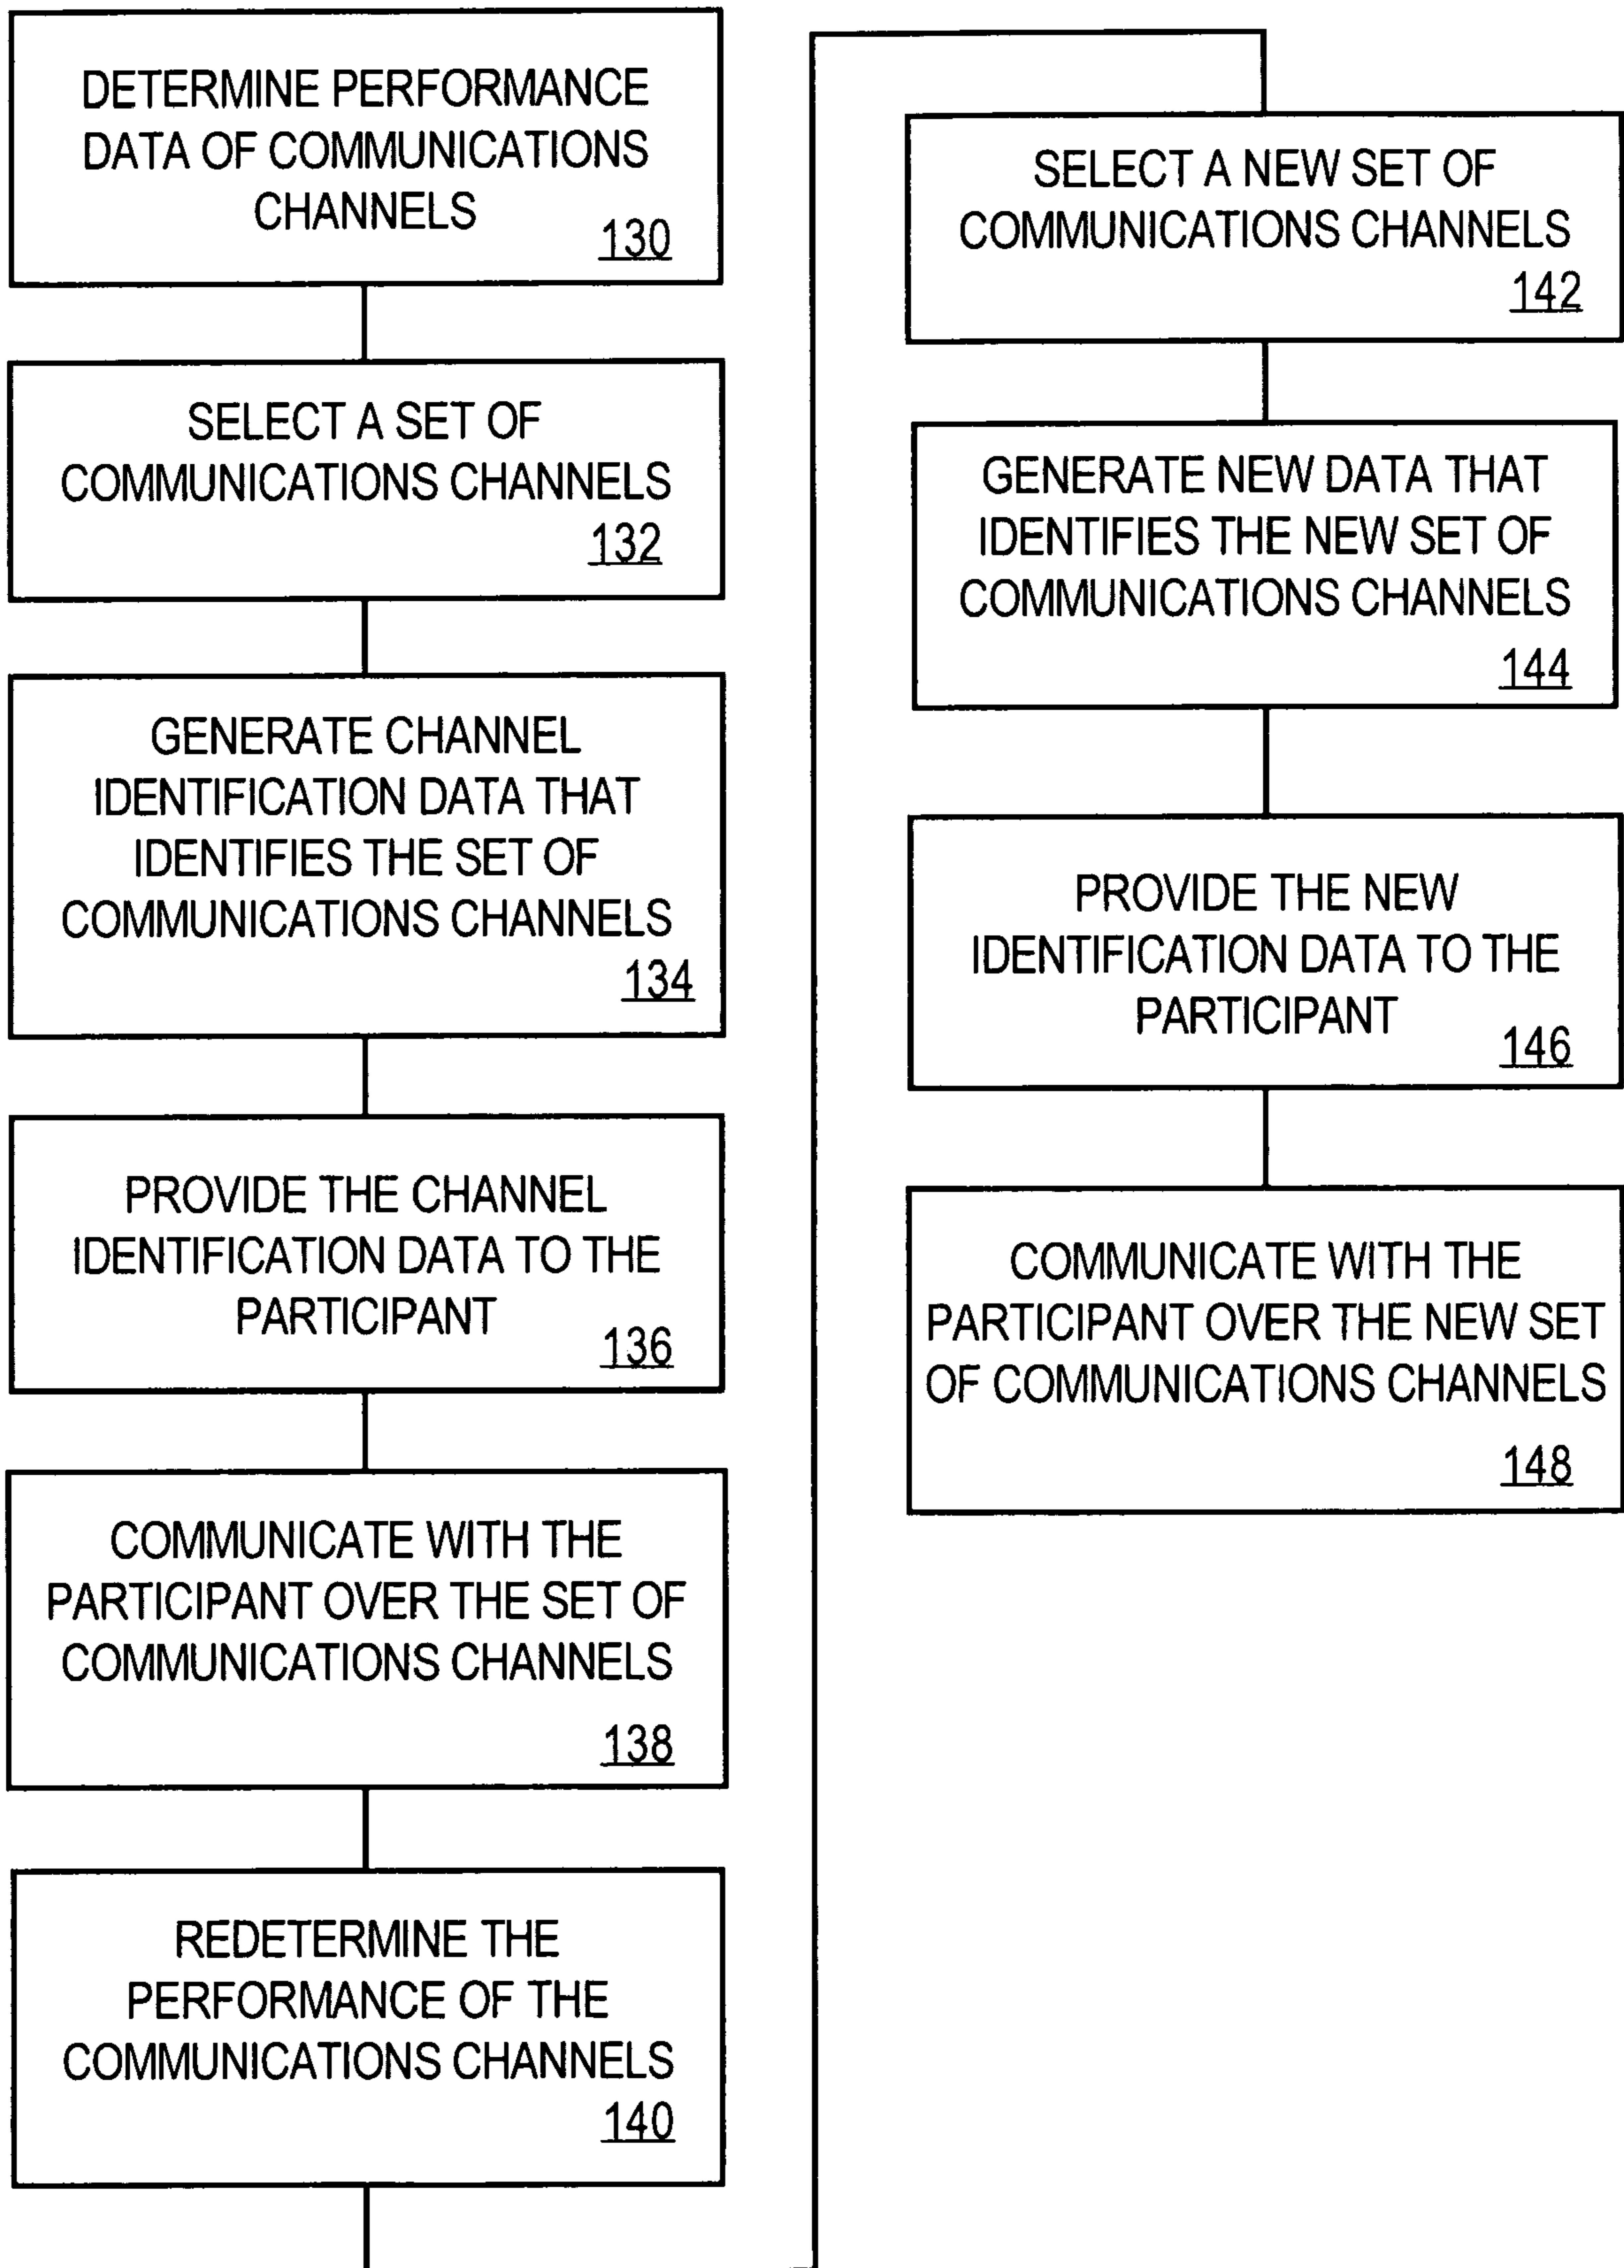 DETERMINE PERFORMANCE
DATA OF COMMUNICATIONS
CHANNELS
130
SELECT A SET OF
COMMUNICATIONS CHANNELS
132
GENERATE CHANNEL
IDENTIFICATION DATA THAT
IDENTIFIES THE SET OF
COMMUNICATIONS CHANNELS
134
PROVIDE THE CHANNEL
IDENTIFICATION DATA TO THE
PARTICIPANT
136
COMMUNICATE WITH THE
PARTICIPANT OVER THE SET OF
COMMUNICATIONS CHANNELS
138
REDETERMINE THE
PERFORMANCE OF THE
COMMUNICATIONS CHANNELS
140
SELECT A NEW SET OF
COMMUNICATIONS CHANNELS
142
GENERATE NEW DATA THAT
IDENTIFIES THE NEW SET OF
COMMUNICATIONS CHANNELS
144
PROVIDE THE NEW
IDENTIFICATION DATA TO THE
PARTICIPANT
146
COMMUNICATE WITH THE
PARTICIPANT OVER THE NEW SET
OF COMMUNICATIONS CHANNELS
148